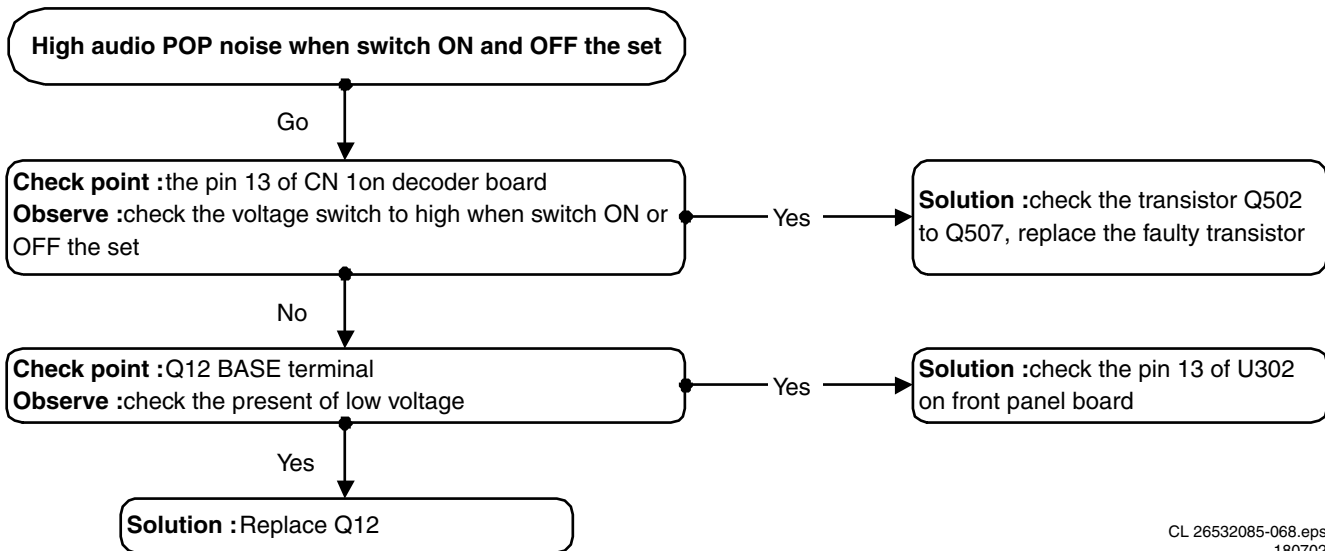 High audio POP noise when switch ON and OFF the set
Go
Check point :the pin 13 of CN 1on decoder board
Observe :check the voltage switch to high when switch ON or
OFF the set
Yes
Solution :check the transistor Q502
to Q507, replace the faulty transistor
No
Check point :Q12 BASE terminal
Observe :check the present of low voltage
Yes
Solution :check the pin 13 of U302
on front panel board
Yes
Solution :Replace Q12
CL 26532085-068.eps
180702